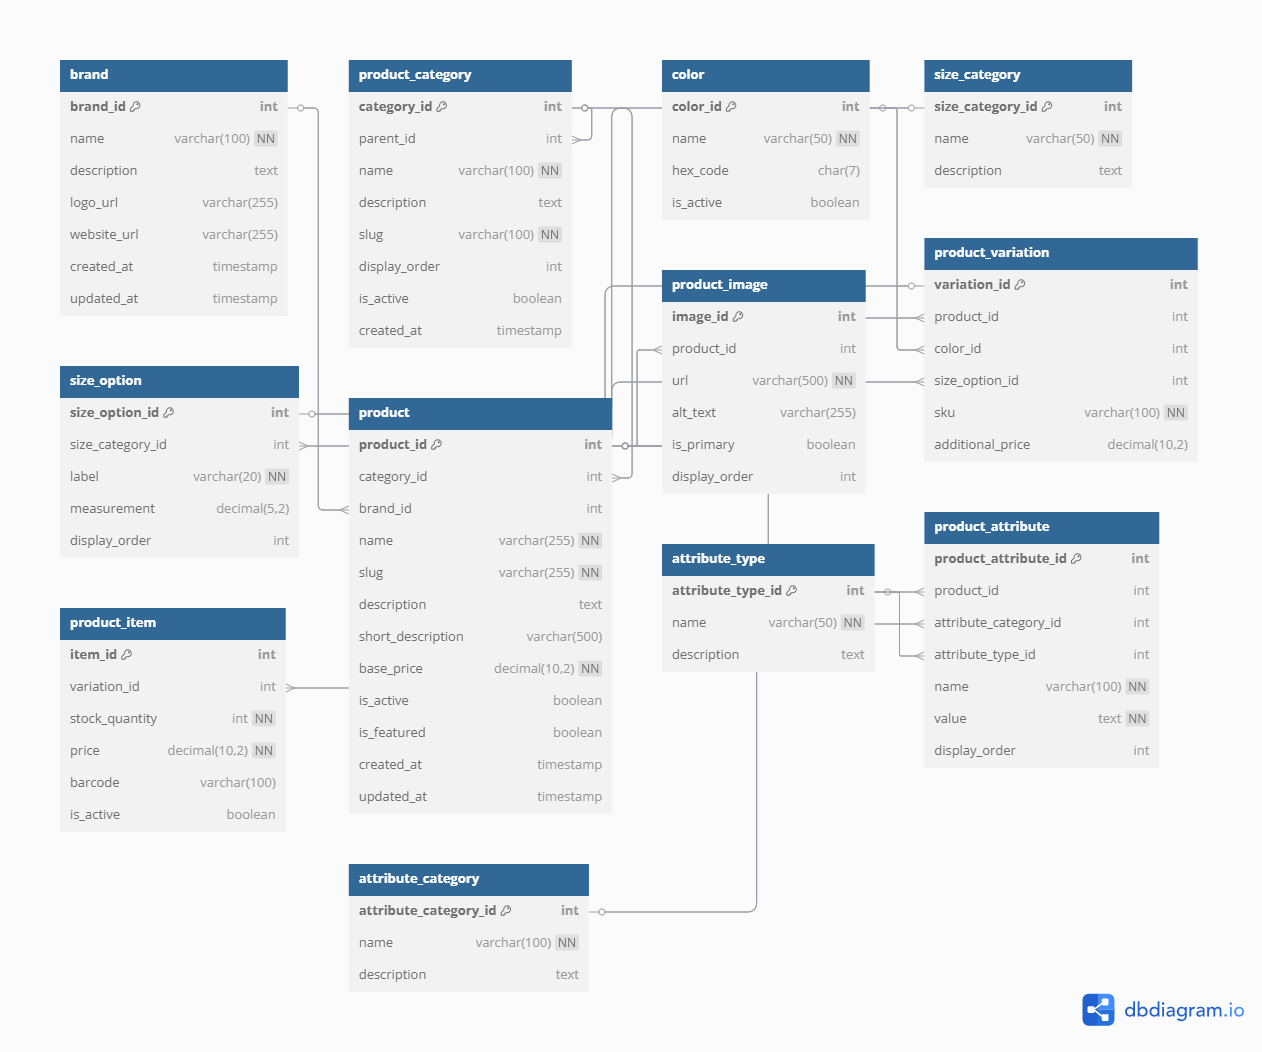 brand
brand_id int
name varchar(100) NN
description text
logo_url varchar(255)
website_url varchar(255)
created_at timestamp
updated_at timestamp
product_category
category_id int
parent_id int
name varchar(100) NN
description text
slug varchar(100) NN
display_order int
is_active boolean
created_at timestamp
color
color_id int
name varchar(50) NN
hex_code char(7)
is_active boolean
size_category
size_category_id int
name varchar(50) NN
description text
product_image
image_id int
product_id int
url varchar(500) NN
alt_text varchar(255)
is_primary boolean
display_order int
product_variation
variation_id int
product_id int
color_id int
size_option_id int
sku varchar(100) NN
additional_price decimal(10,2)
size_option
size_option_id int
size_category_id int
label varchar(20) NN
measurement decimal(5,2)
display_order int
product
product_id int
category_id int
brand_id int
name varchar(255) NN
slug varchar(255) NN
description text
short_description varchar(500)
base_price decimal(10,2) NN
is_active boolean
is_featured boolean
created_at timestamp
updated_at timestamp
attribute_type
attribute_type_id int
name varchar(50) NN
description text
product_attribute
product_attribute_id int
product_id int
attribute_category_id int
attribute_type_id int
name varchar(100) NN
value text NN
display_order int
product_item
item_id int
variation_id int
stock_quantity int NN
price decimal(10,2) NN
barcode varchar(100)
is_active boolean
attribute_category
attribute_category_id int
name varchar(100) NN
description text
dbdiagram.io